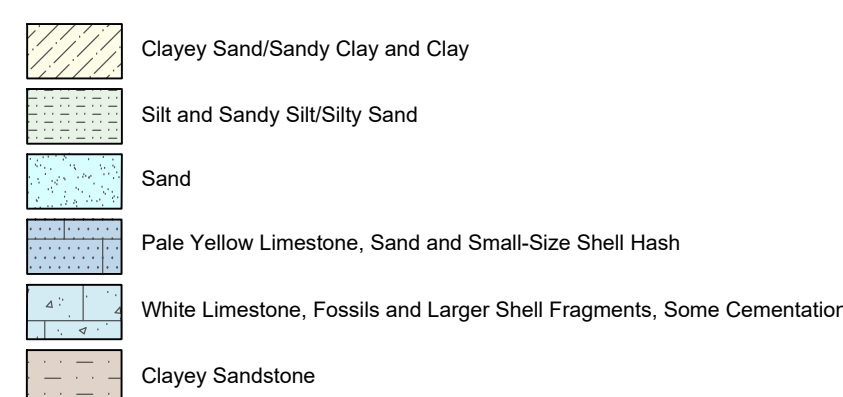 Clayey Sand/Sandy Clay and Clay
Silt and Sandy Silt/Silty Sand
Sand
Pale Yellow Limestone, Sand and Small-Size Shell Hash
White Limestone, Fossils and Larger Shell Fragments, Some Cementation
Clayey Sandstone